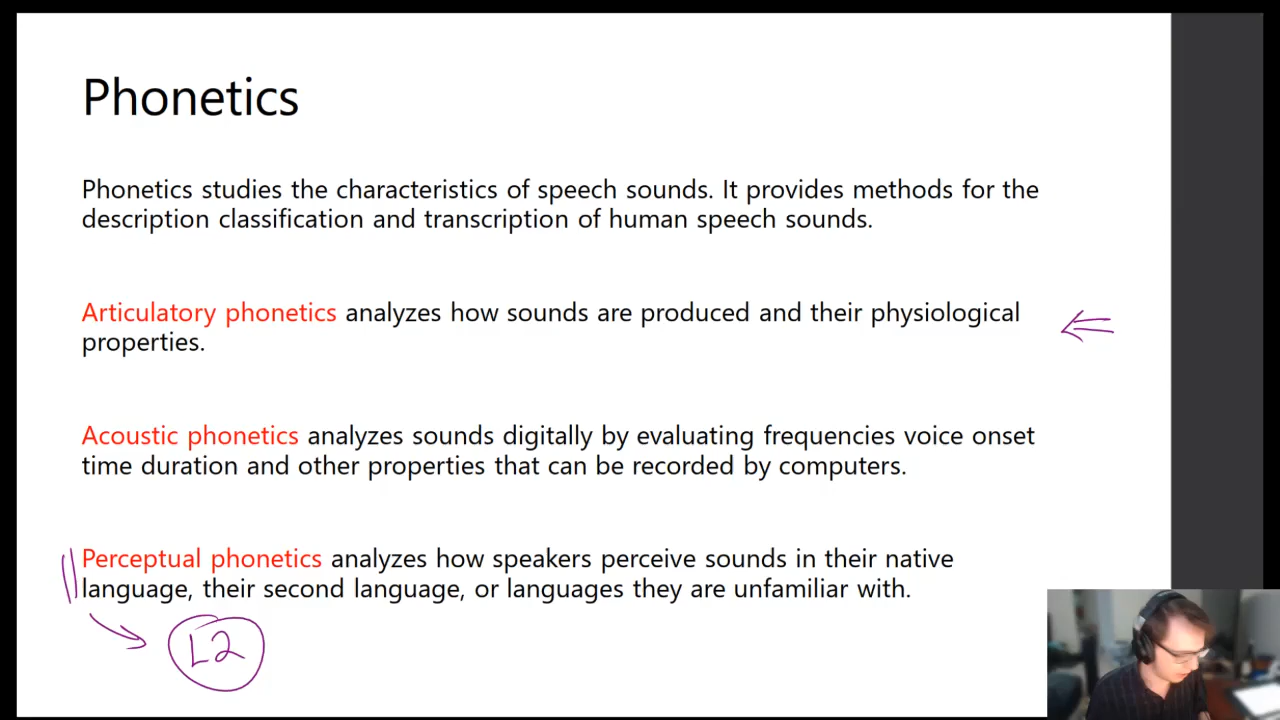 Phonetics
Phonetics studies the characteristics of speech sounds. It provides methods for the
description classification and transcription of human speech sounds.
Articulatory phonetics analyzes how sounds are produced and their physiological
properties.
Acoustic phonetics analyzes sounds digitally by evaluating frequencies voice onset
time duration and other properties that can be recorded by computers.
Perceptual phonetics analyzes how speakers perceive sounds in their native
language, their second language, or languages they are unfamiliar with.
L2